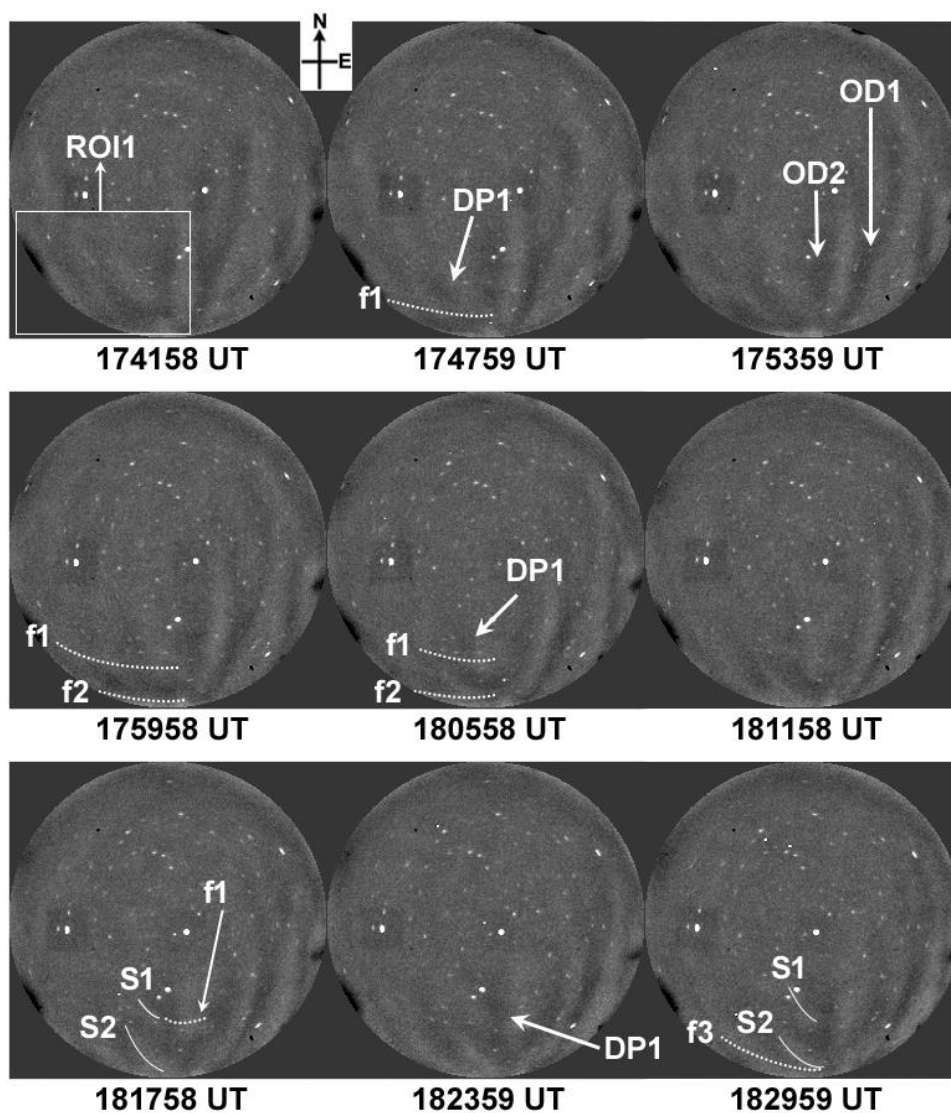 N
E
ROI1
DP1
f1
OD1
OD2
174158 UT
174759 UT
175359 UT
f1
f2
DP1
f1
f2
175958 UT
180558 UT
181158 UT
f1
S1
S2
DP1
S1
S2
f3
181758 UT
182359 UT
182959 UT